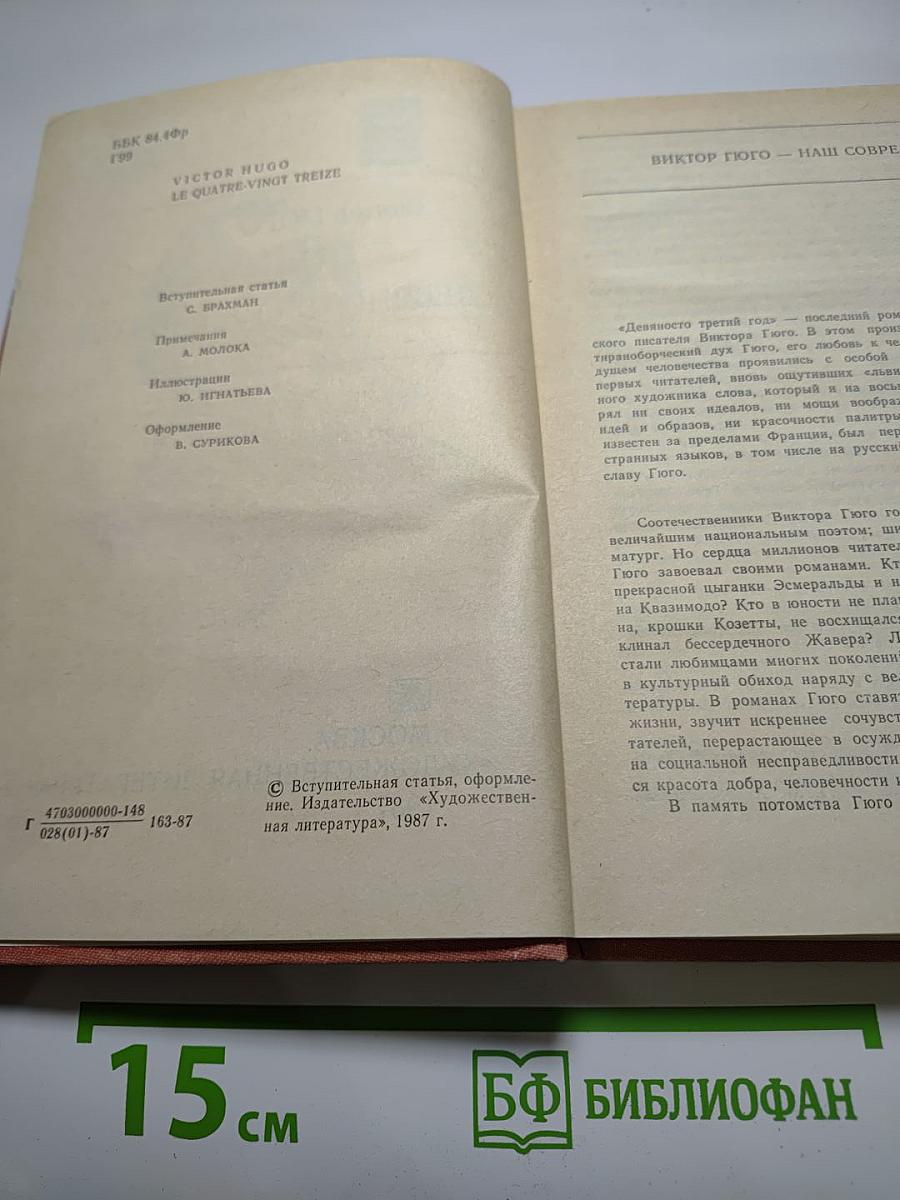 ББК 84.4Фр
Г99
VICTOR HUGO
LE QUATRE-VINGT TREIZE
Вступительная статья
С. БРАХМАН
Примечания
А. МОЛОКА
Иллюстрации
Ю. ИГНАТЬЕВА
Оформление
В. СУРИКОВА
Г 4703000000-148
028(01)-87
163-87
© Вступительная статья, оформле-
ние. Издательство «Художествен-
ная литература», 1987 г.
ВИКТОР ГЮГО — НАШ СОВРЕ
«Девяносто третий год» — последний ром
ского писателя Виктора Гюго. В этом произ
тираноборческий дух Гюго, его любовь к че
дущем человечества проявились с особой
первых читателей, вновь ощутивших «льви
ного художника слова, который и на восьм
рял ни своих идеалов, ни мощи вообраз
идей и образов, ни красочности палитры
известен за пределами Франции, был пер
странных языков, в том числе на русски
славу Гюго.
Соотечественники Виктора Гюго го
величайшим национальным поэтом; ши
матург. Но сердца миллионов читател
Гюго завоевал своими романами. Кт
прекрасной цыганки Эсмеральды и н
на Квазимодо? Кто в юности не пла
на, крошки Козетты, не восхищался
клинал бессердечного Жавера? Л
стали любимцами многих поколени
в культурный обиход наряду с ве
тературы. В романах Гюго ставя
жизни, звучит искреннее сочувст
тателей, перерастающее в осужд
на социальной несправедливости
ся красота добра, человечности и
В память потомства Гюго
15 см
БФ БИБЛИОФАН